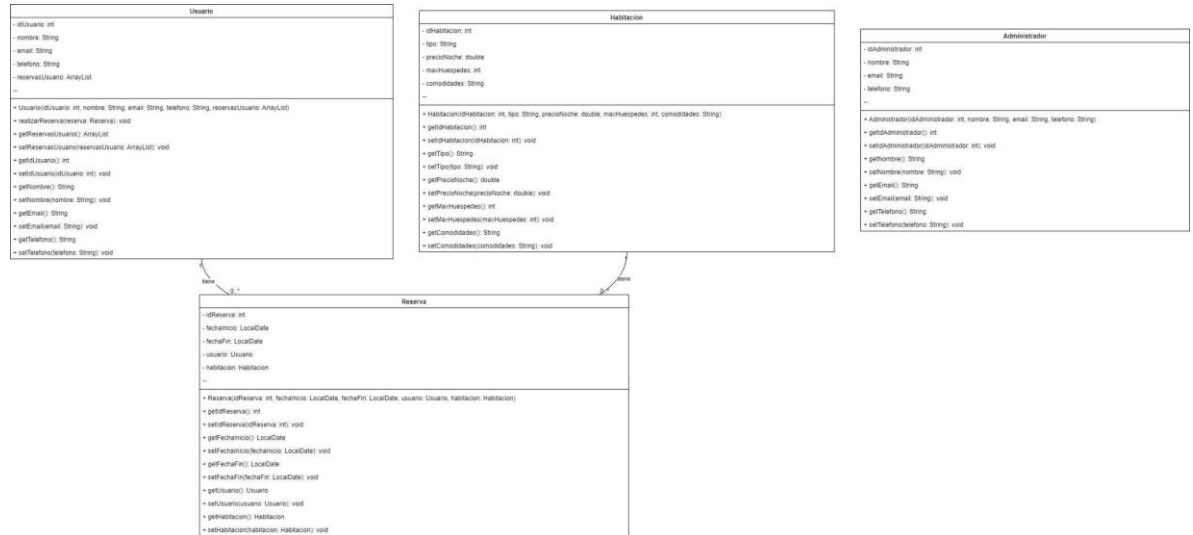 Usuario
- idUsuario: int
- nombre: String
- email: String
- telefono: String
- reservasUsuario: ArrayList
--
+ Usuario(idUsuario: int, nombre: String, email: String, telefono: String, reservasUsuario: ArrayList)
+ realizarReserva(reserva: Reserva): void
+ getReservasUsuario(): ArrayList
+ setReservasUsuario(reservasUsuario: ArrayList): void
+ getIdUsuario(): int
+ setIdUsuario(idUsuario: int): void
+ getNombre(): String
+ setNombre(nombre: String): void
+ getEmail(): String
+ setEmail(email: String): void
+ getTelefono(): String
+ setTelefono(telefono: String): void
Habitacion
- idHabitacion: int
- tipo: String
- precioNoche: double
- maxHuespedes: int
- comodidades: String
--
+ Habitacion(idHabitacion: int, tipo: String, precioNoche: double, maxHuespedes: int, comodidades: String)
+ getIdHabitacion(): int
+ setIdHabitacion(idHabitacion: int): void
+ getTipo(): String
+ setTipo(tipo: String): void
+ getPrecioNoche(): double
+ setPrecioNoche(precioNoche: double): void
+ getMaxHuespedes(): int
+ setMaxHuespedes(maxHuespedes: int): void
+ getComodidades(): String
+ setComodidades(comodidades: String): void
Administrador
- idAdministrador: int
- nombre: String
- email: String
- telefono: String
--
+ Administrador(idAdministrador: int, nombre: String, email: String, telefono: String)
+ getIdAdministrador(): int
+ setIdAdministrador(idAdministrador: int): void
+ getNombre(): String
+ setNombre(nombre: String): void
+ getEmail(): String
+ setEmail(email: String): void
+ getTelefono(): String
+ setTelefono(telefono: String): void
1
tiene
0..*
1
tiene
0..*
Reserva
- idReserva: int
- fechaInicio: LocalDate
- fechaFin: LocalDate
- usuario: Usuario
- habitacion: Habitacion
--
+ Reserva(idReserva: int, fechaInicio: LocalDate, fechaFin: LocalDate, usuario: Usuario, habitacion: Habitacion)
+ getIdReserva(): int
+ setIdReserva(idReserva: int): void
+ getFechaInicio(): LocalDate
+ setFechaInicio(fechaInicio: LocalDate): void
+ getFechaFin(): LocalDate
+ setFechaFin(fechaFin: LocalDate): void
+ getUsuario(): Usuario
+ setUsuario(usuario: Usuario): void
+ getHabitacion(): Habitacion
+ setHabitacion(habitacion: Habitacion): void